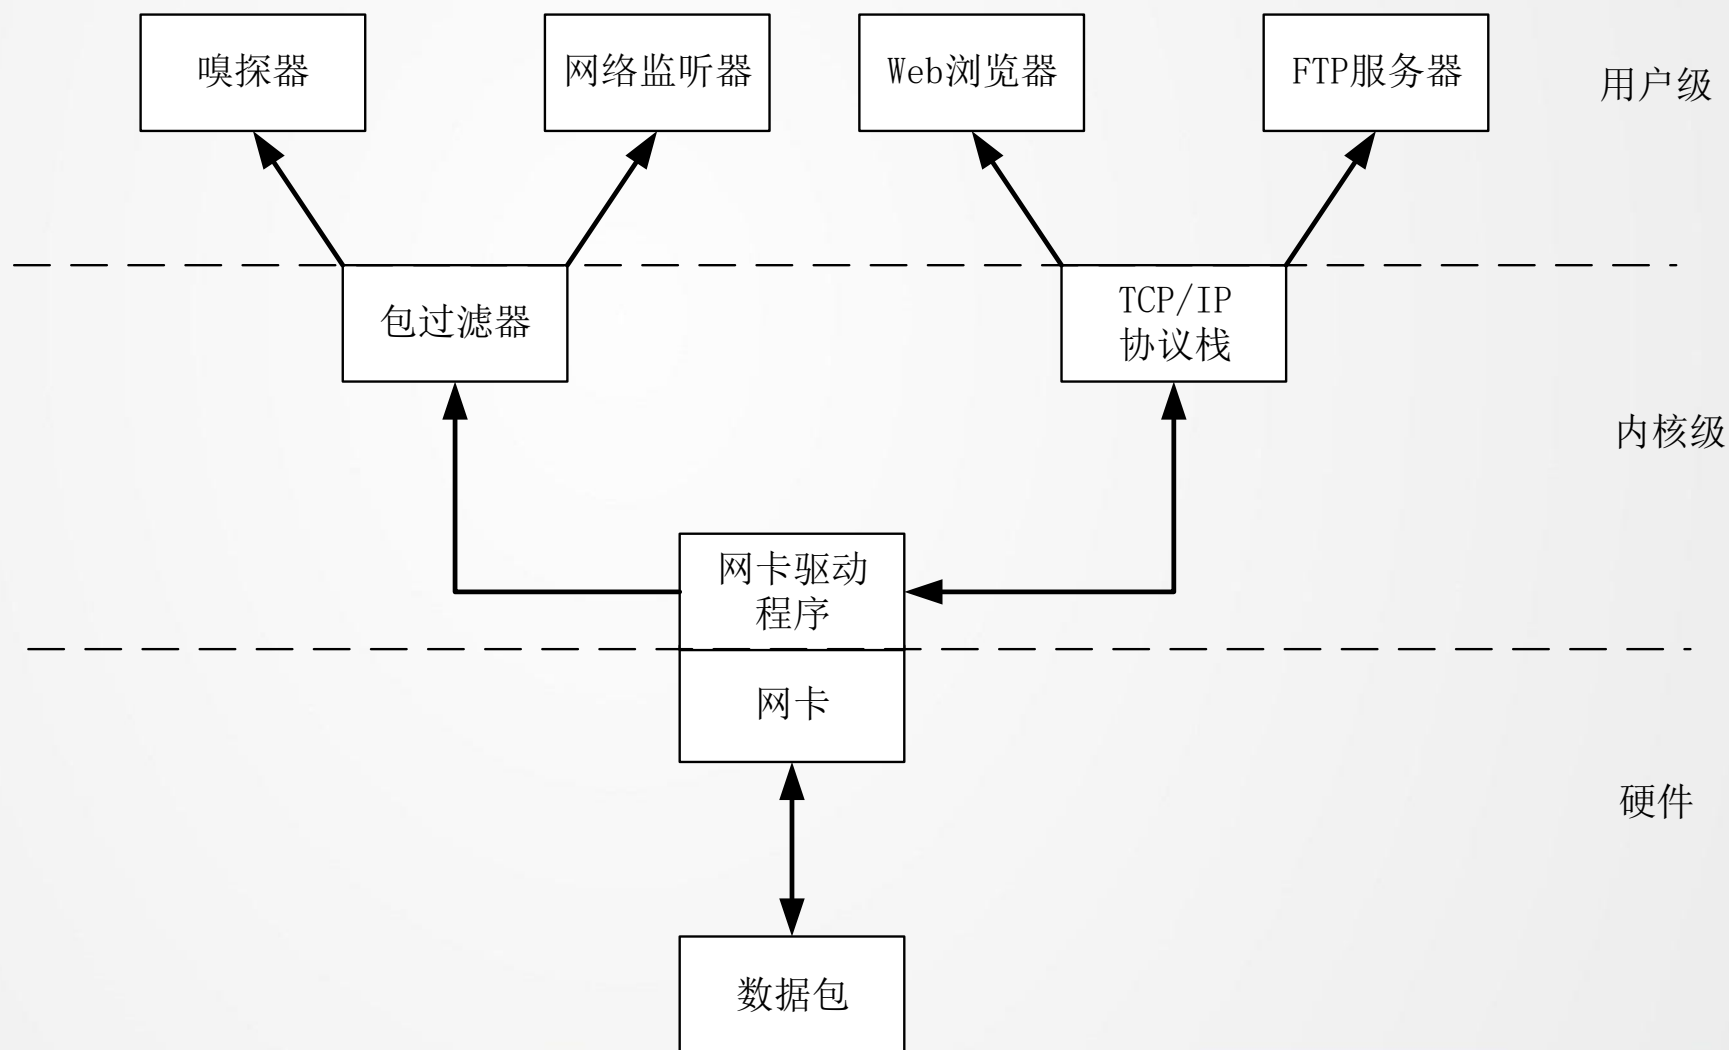 嗅探器
网络监听器
Web浏览器
FTP服务器
用户级
包过滤器
TCP/IP
协议栈
内核级
网卡驱动
程序
网卡
硬件
数据包